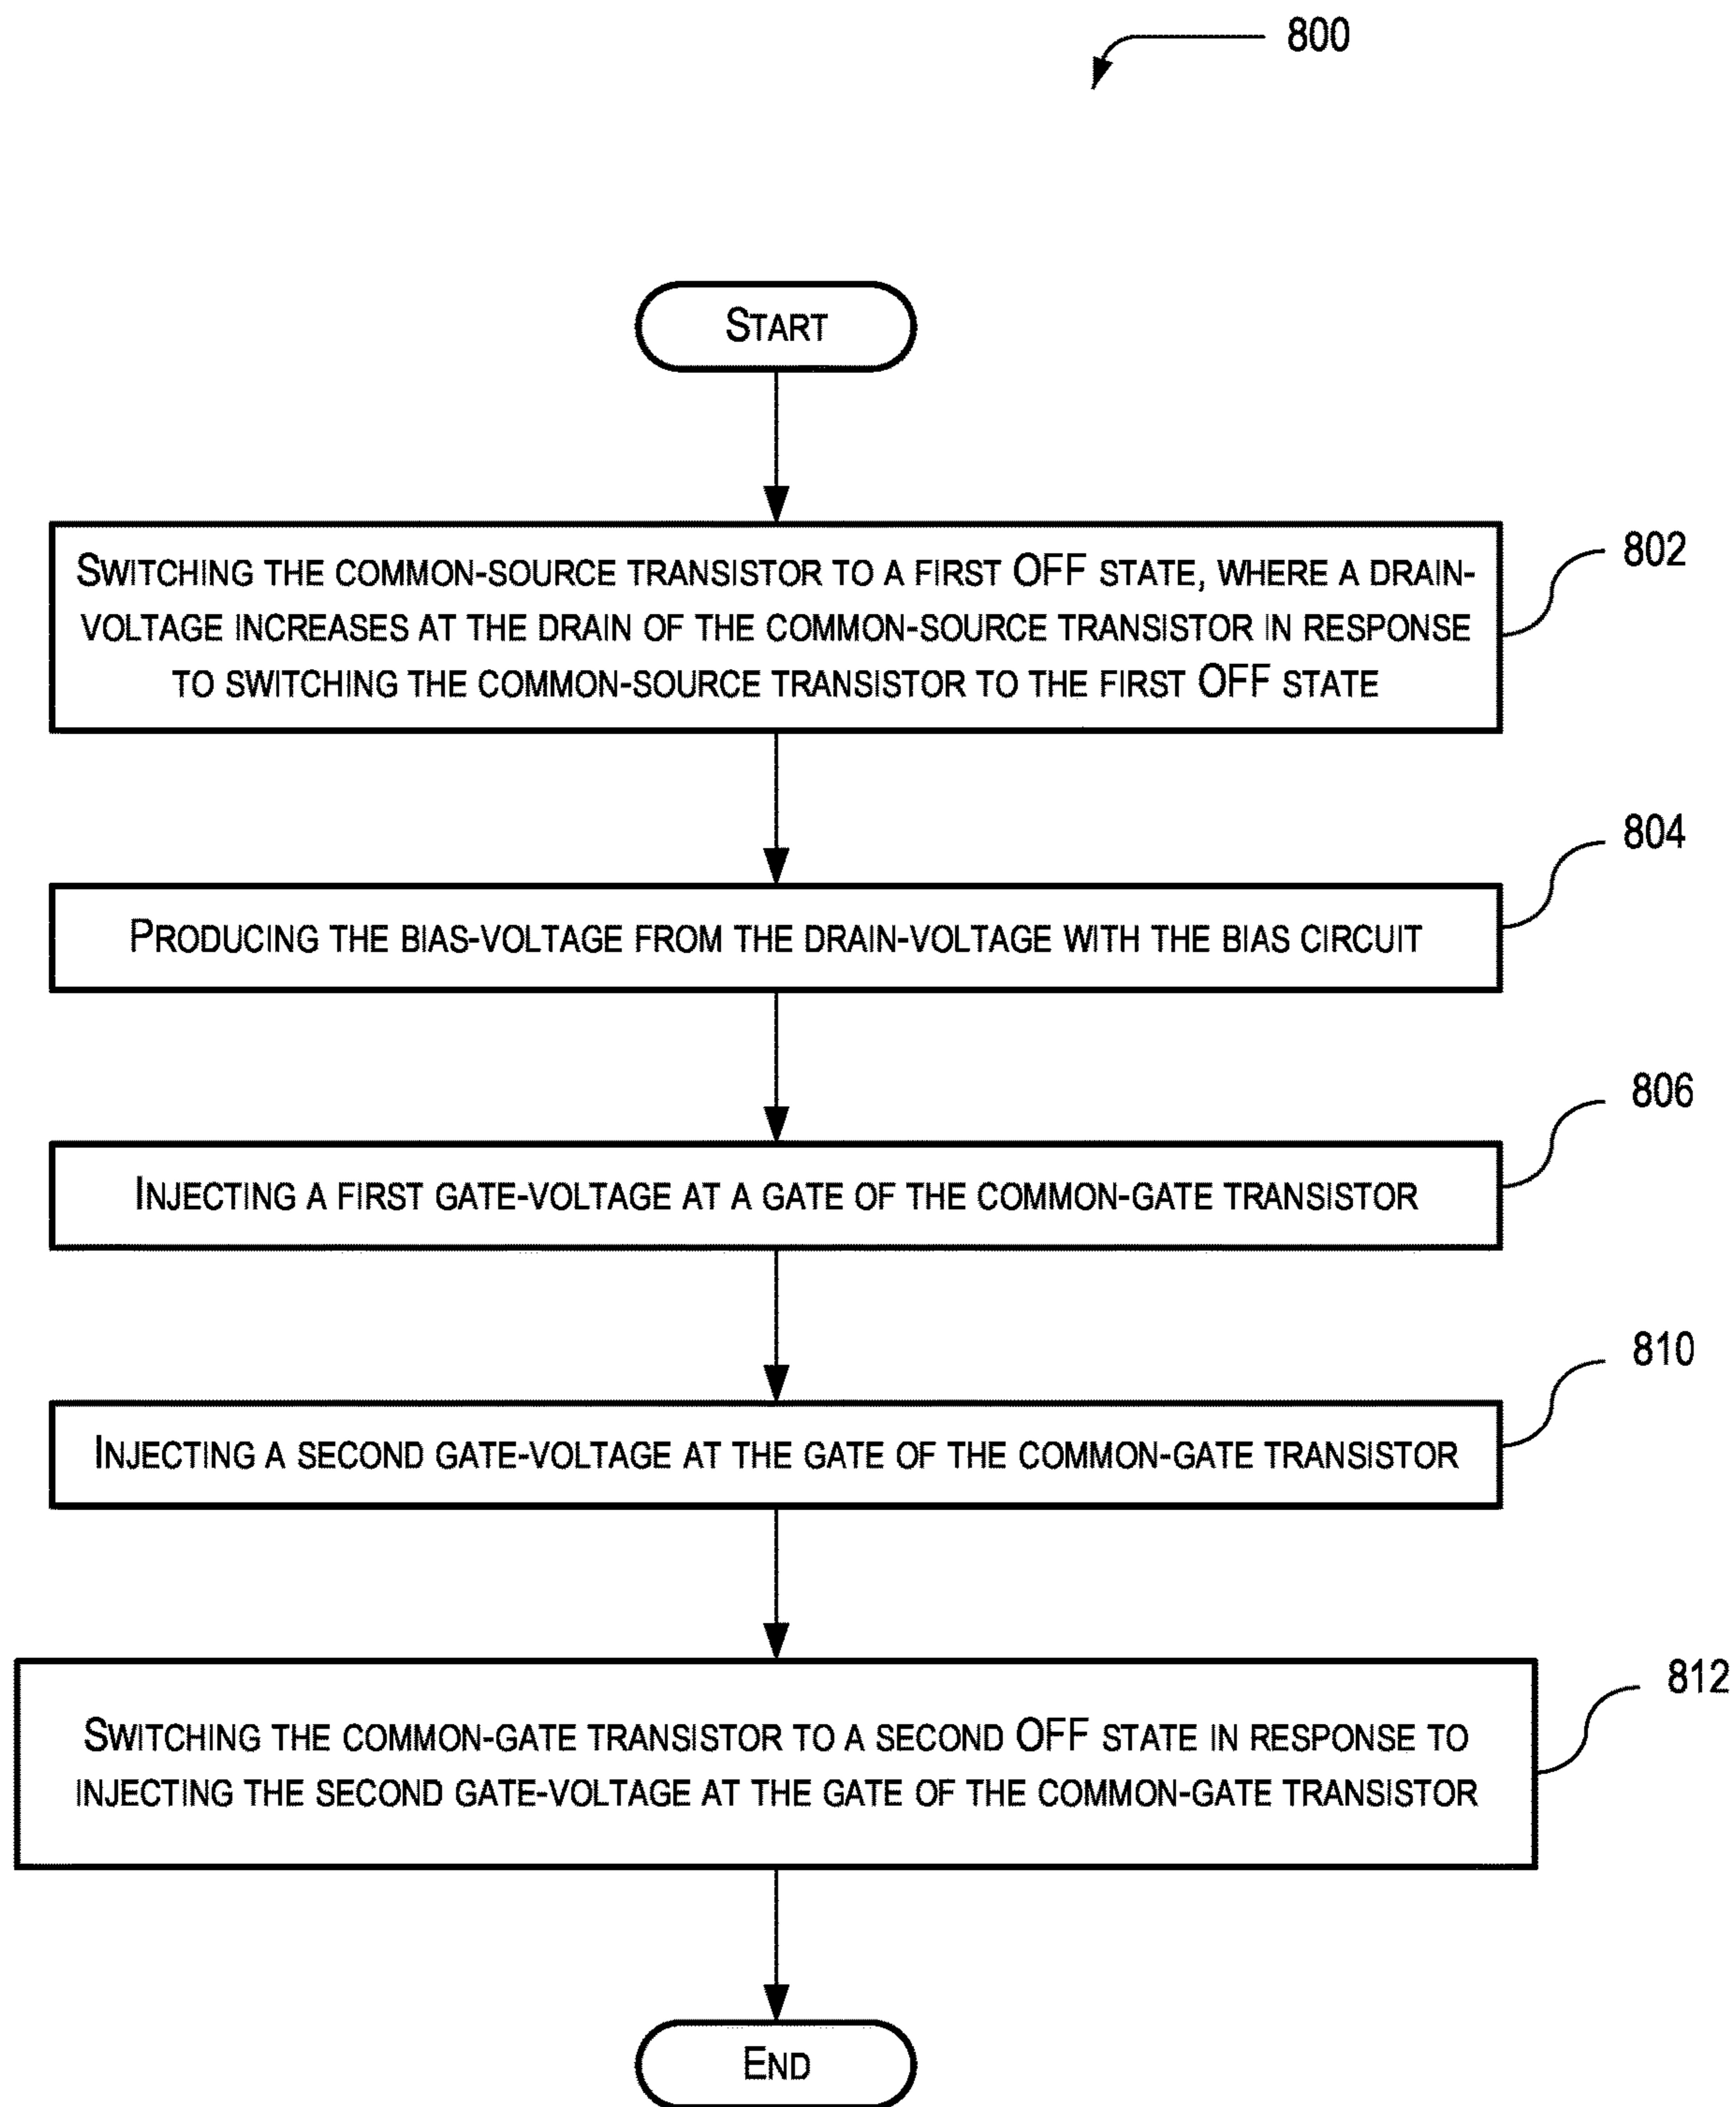 800
START
SWITCHING THE COMMON-SOURCE TRANSISTOR TO A FIRST OFF STATE, WHERE A DRAIN-
VOLTAGE INCREASES AT THE DRAIN OF THE COMMON-SOURCE TRANSISTOR IN RESPONSE
TO SWITCHING THE COMMON-SOURCE TRANSISTOR TO THE FIRST OFF STATE
802
PRODUCING THE BIAS-VOLTAGE FROM THE DRAIN-VOLTAGE WITH THE BIAS CIRCUIT
804
INJECTING A FIRST GATE-VOLTAGE AT A GATE OF THE COMMON-GATE TRANSISTOR
806
INJECTING A SECOND GATE-VOLTAGE AT THE GATE OF THE COMMON-GATE TRANSISTOR
810
SWITCHING THE COMMON-GATE TRANSISTOR TO A SECOND OFF STATE IN RESPONSE TO
INJECTING THE SECOND GATE-VOLTAGE AT THE GATE OF THE COMMON-GATE TRANSISTOR
812
END